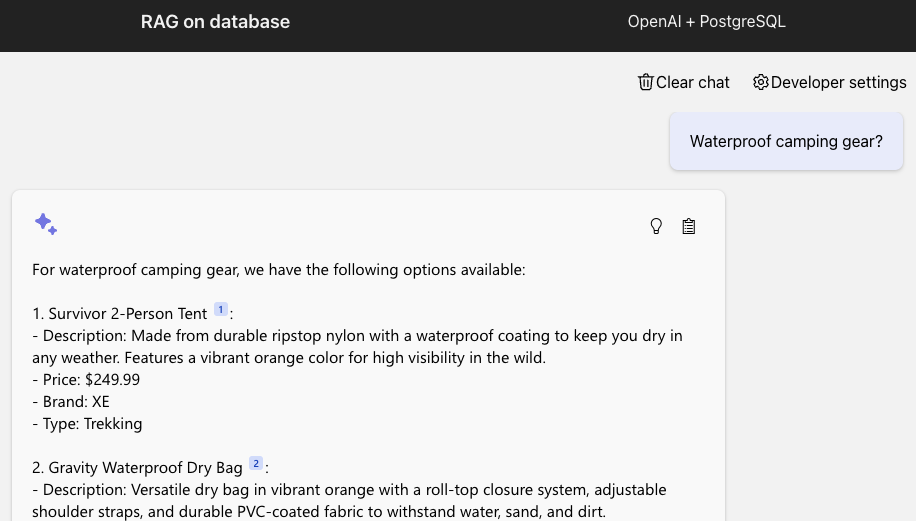 RAG on database
OpenAI + PostgreSQL
Clear chat
Developer settings
Waterproof camping gear?
For waterproof camping gear, we have the following options available:
1. Survivor 2-Person Tent 1 :
- Description: Made from durable ripstop nylon with a waterproof coating to keep you dry in
any weather. Features a vibrant orange color for high visibility in the wild.
- Price: $249.99
- Brand: XE
- Type: Trekking
2. Gravity Waterproof Dry Bag 2 :
- Description: Versatile dry bag in vibrant orange with a roll-top closure system, adjustable
shoulder straps, and durable PVC-coated fabric to withstand water, sand, and dirt.